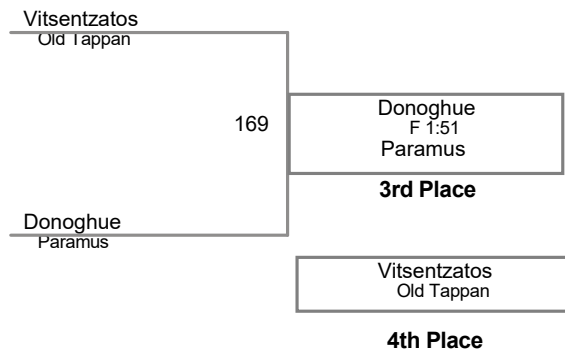 Vitsentzatos
Old Tappan
169
Donoghue
F 1:51
Paramus
3rd Place
Donoghue
Paramus
Vitsentzatos
Old Tappan
4th Place